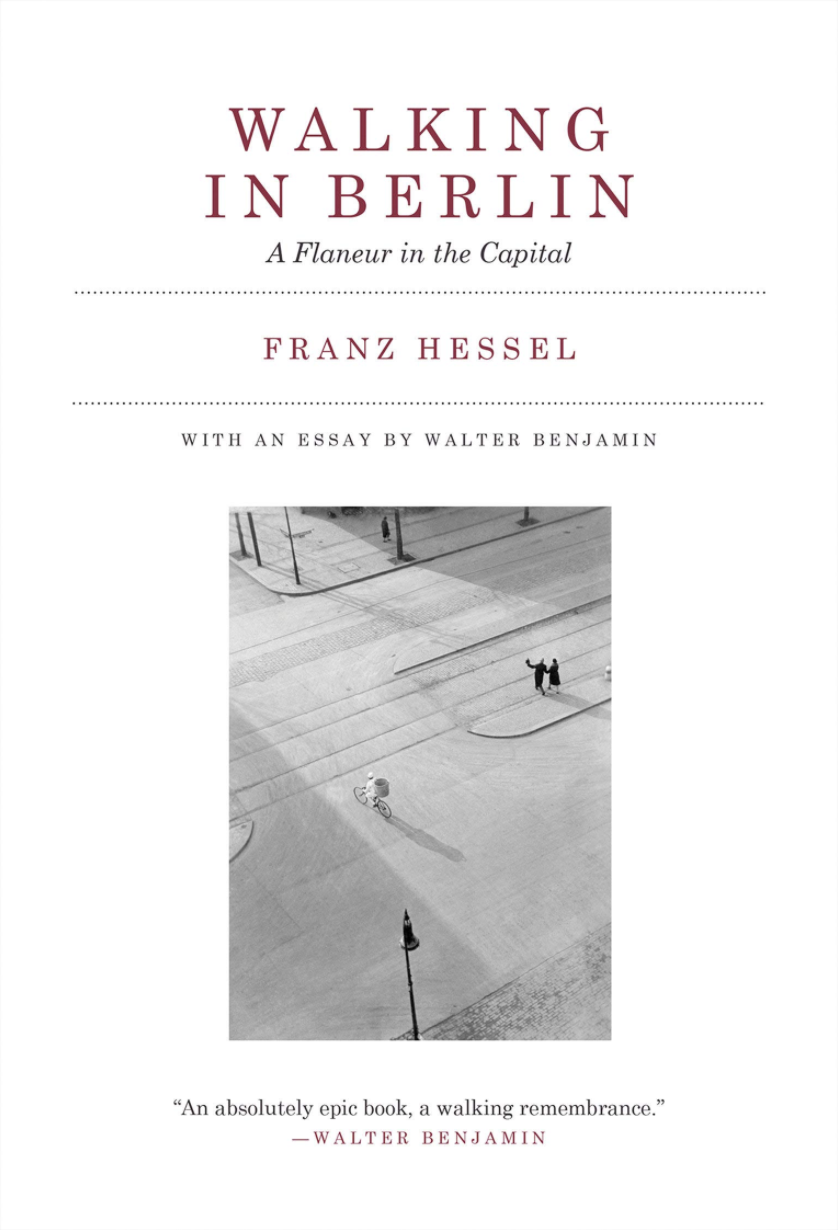 WALKING
IN BERLIN
A Flaneur in the Capital
FRANZ HESSEL
WITH AN ESSAY BY WALTER BENJAMIN
“An absolutely epic book, a walking remembrance.”
—WALTER BENJAMIN